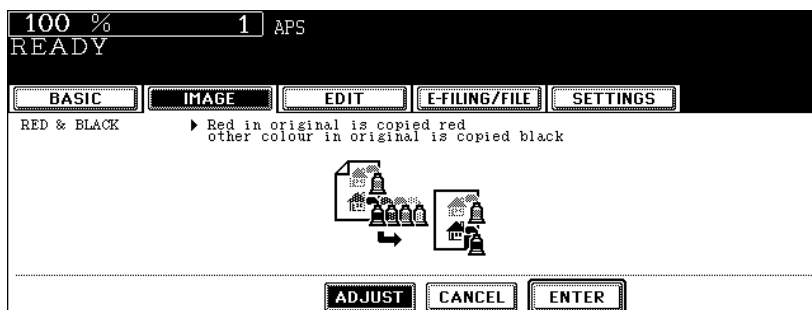 100 % 1 APS
READY
BASIC IMAGE EDIT E-FILING/FILE SETTINGS
RED & BLACK ▶ Red in original is copied red
other colour in original is copied black
ADJUST CANCEL ENTER